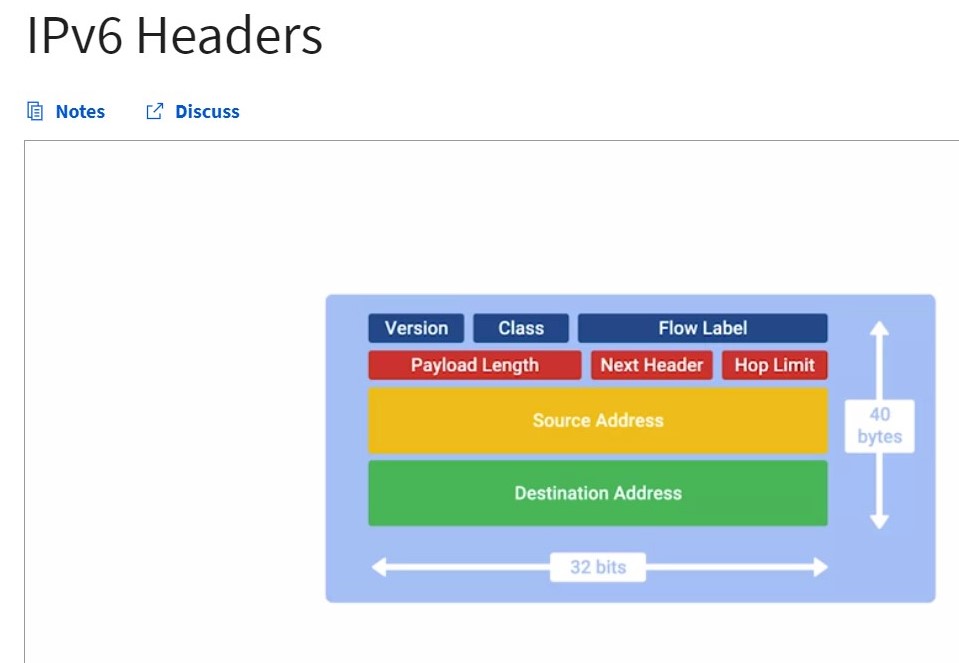 IPv6 Headers
Notes Discuss
Version Class Flow Label
Payload Length Next Header Hop Limit
Source Address
40
bytes
Destination Address
32 bits